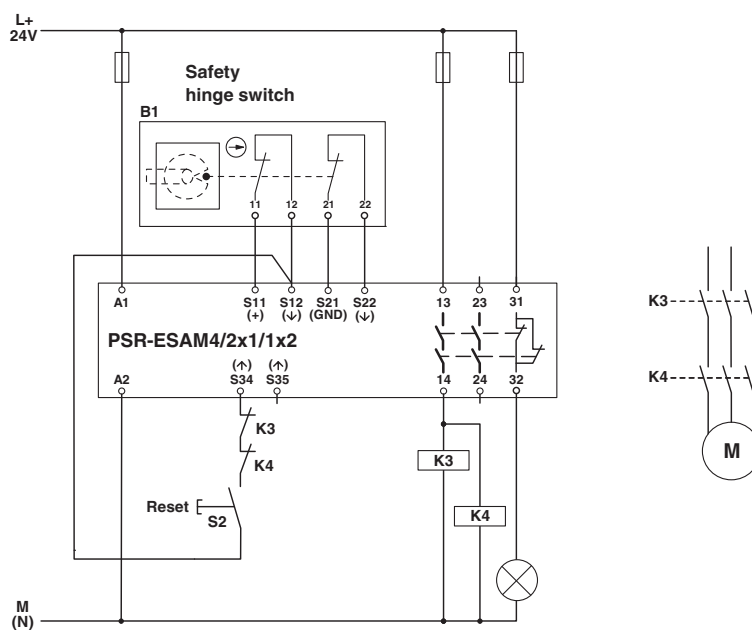 L+
24V
Safety
hinge switch
B1
11 12 21 22
A1 S11 S12 S21 S22 13 23 31
(+) (↓) (GND) (↓)
PSR-ESAM4/2x1/1x2
(↑) (↑)
A2 S34 S35 14 24 32
K3
K4
Reset
S2
K3
K4
M
(N)
K3
K4
M